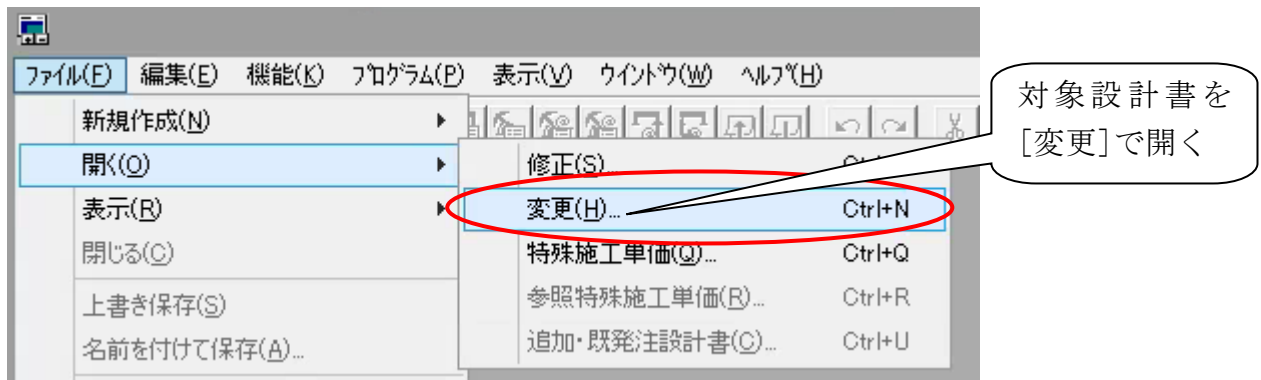 ﾌｧｲﾙ(F) 編集(E) 機能(K) ﾌﾟﾛｸﾞﾗﾑ(P) 表示(V) ｳｲﾝﾄﾞｳ(W) ﾍﾙﾌﾟ(H)
新規作成(N)
開く(O)
表示(R)
閉じる(C)
上書き保存(S)
名前を付けて保存(A)...
修正(S)...
変更(H)... Ctrl+N
特殊施工単価(Q)... Ctrl+Q
参照特殊施工単価(R)... Ctrl+R
追加・既発注設計書(C)... Ctrl+U
対象設計書を
[変更]で開く